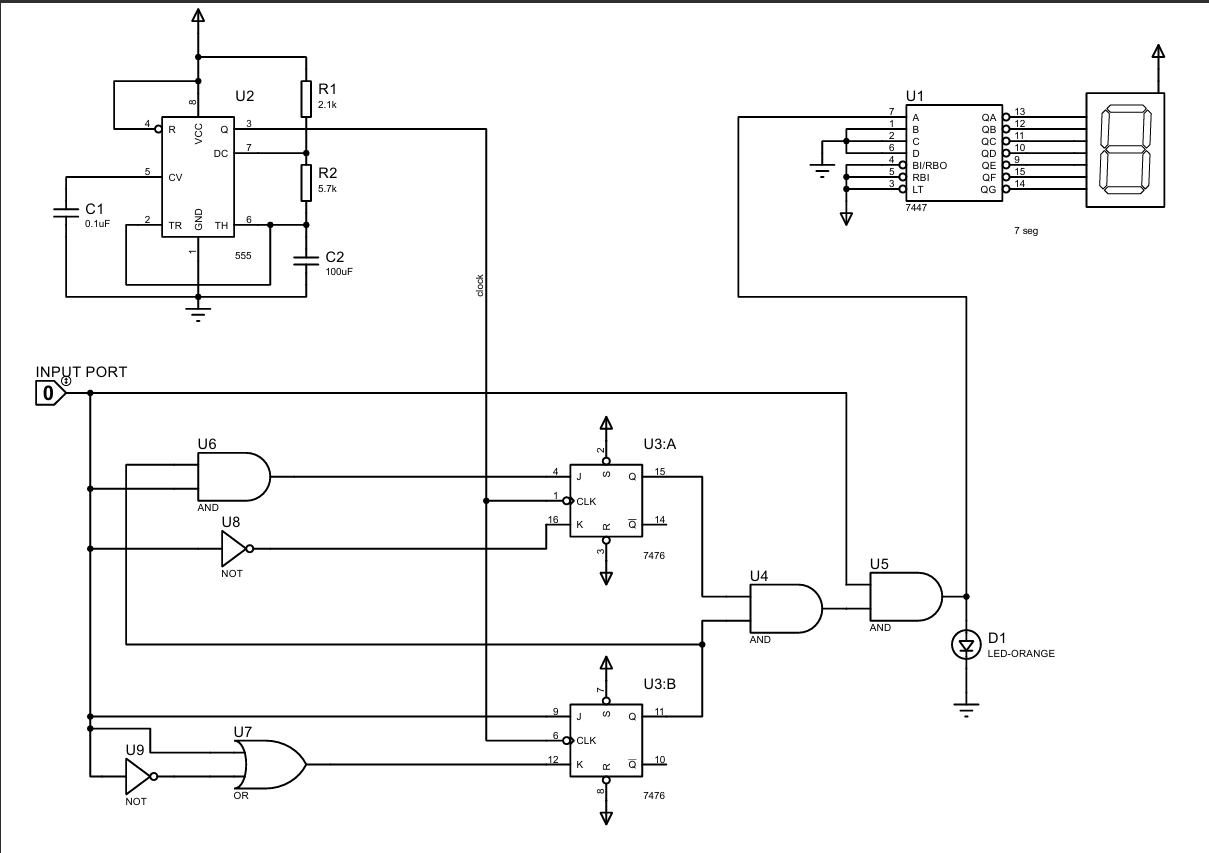 U2
R1
2.1k
8
VCC
4
R
Q
3
DC
7
R2
5.7k
5
CV
C1
0.1uF
2
TR
GND
TH
6
1
555
C2
100uF
clock
U1
7
A
QA
13
1
B
QB
12
2
C
QC
11
6
D
QD
10
4
BI/RBO
QE
9
5
RBI
QF
15
3
LT
QG
14
7447
7 seg
INPUT PORT
0
U6
AND
U8
NOT
U3:A
2
4
J
S
Q
15
1
CLK
16
K
R
Q
14
3
7476
U4
AND
U5
AND
D1
LED-ORANGE
U3:B
7
9
J
S
Q
11
6
CLK
12
K
R
Q
10
8
7476
U7
OR
U9
NOT